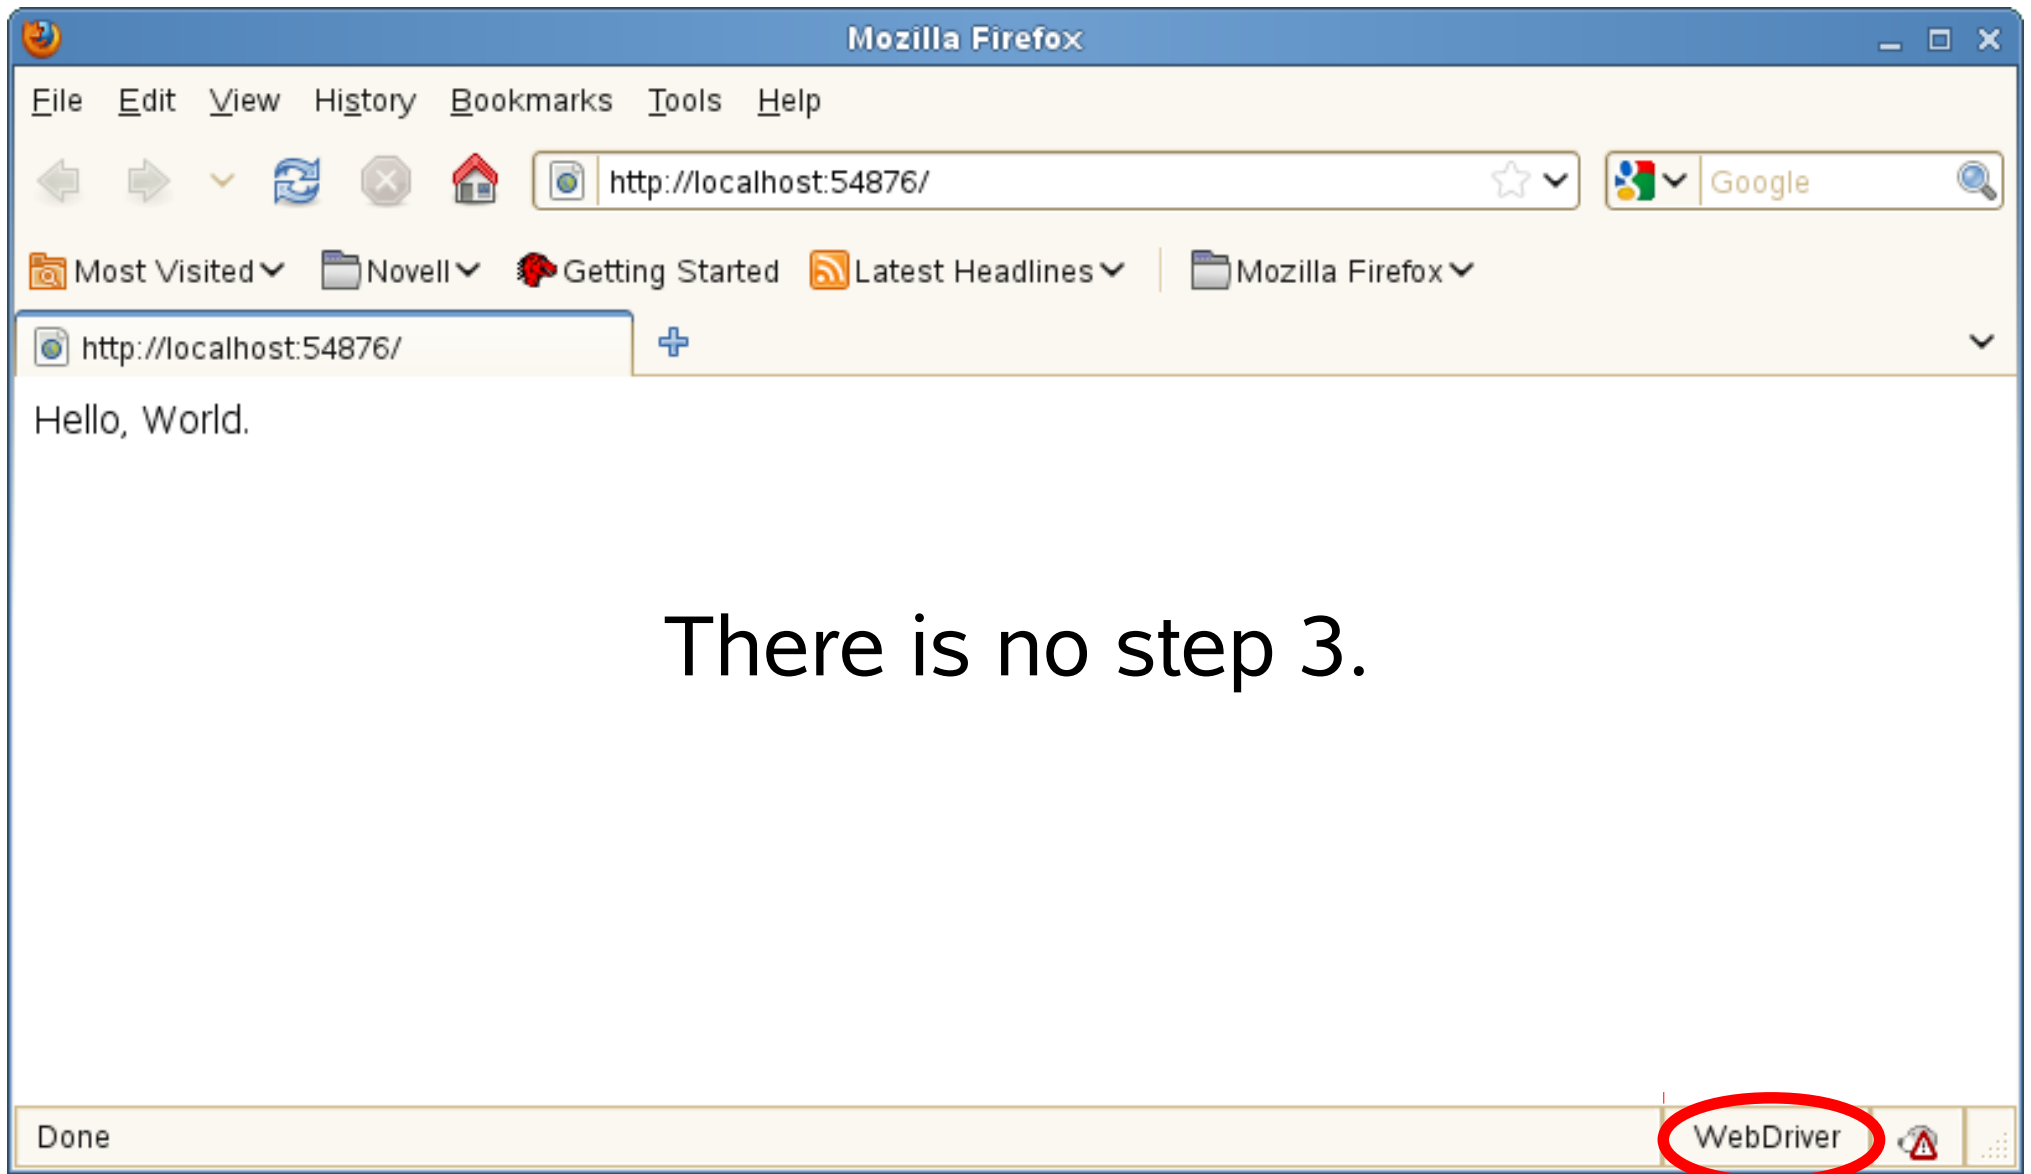 Mozilla Firefox
File Edit View History Bookmarks Tools Help
http://localhost:54876/ Google
Most Visited Novell Getting Started Latest Headlines Mozilla Firefox
http://localhost:54876/
Hello, World.
There is no step 3.
Done WebDriver